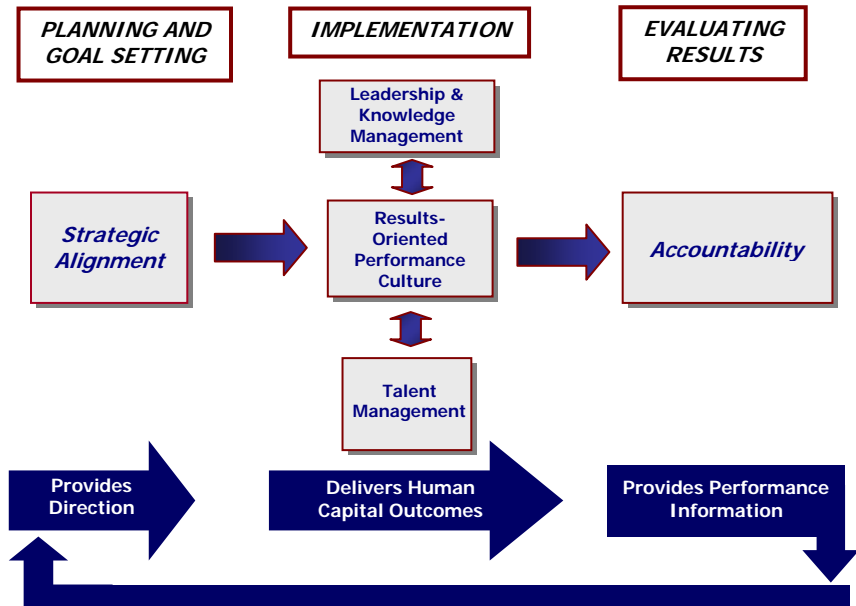 PLANNING AND
GOAL SETTING
IMPLEMENTATION
EVALUATING
RESULTS
Leadership &
Knowledge
Management
Strategic
Alignment
Results-
Oriented
Performance
Culture
Accountability
Talent
Management
Provides
Direction
Delivers Human
Capital Outcomes
Provides Performance
Information